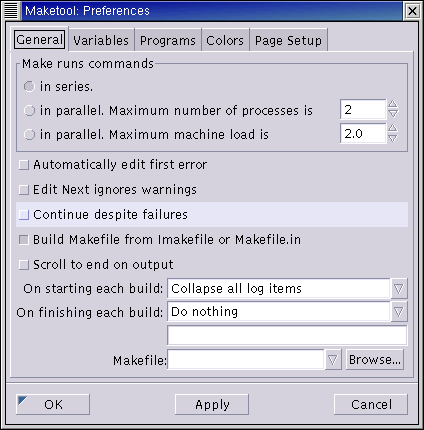 Maketool: Preferences
General Variables Programs Colors Page Setup
Make runs commands
in series.
in parallel. Maximum number of processes is 2
in parallel. Maximum machine load is 2.0
Automatically edit first error
Edit Next ignores warnings
Continue despite failures
Build Makefile from Imakefile or Makefile.in
Scroll to end on output
On starting each build: Collapse all log items
On finishing each build: Do nothing
Makefile: Browse...
OK Apply Cancel